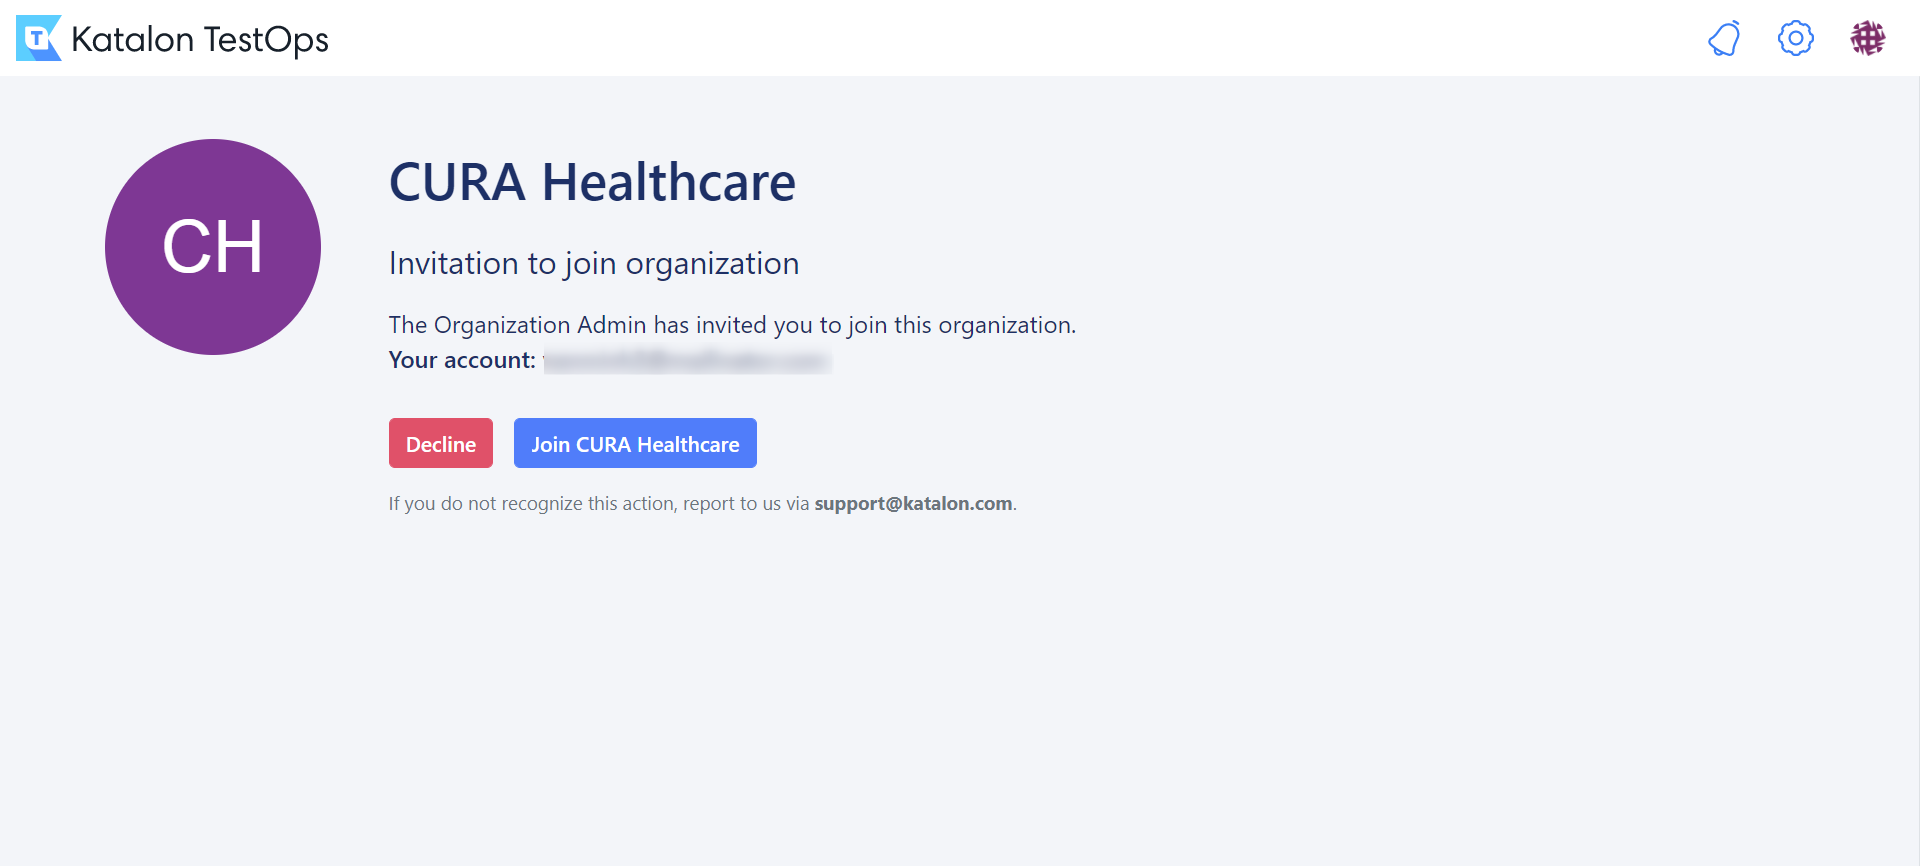 Katalon TestOps
CH
CURA Healthcare
Invitation to join organization
The Organization Admin has invited you to join this organization.
Your account:
Decline
Join CURA Healthcare
If you do not recognize this action, report to us via support@katalon.com.